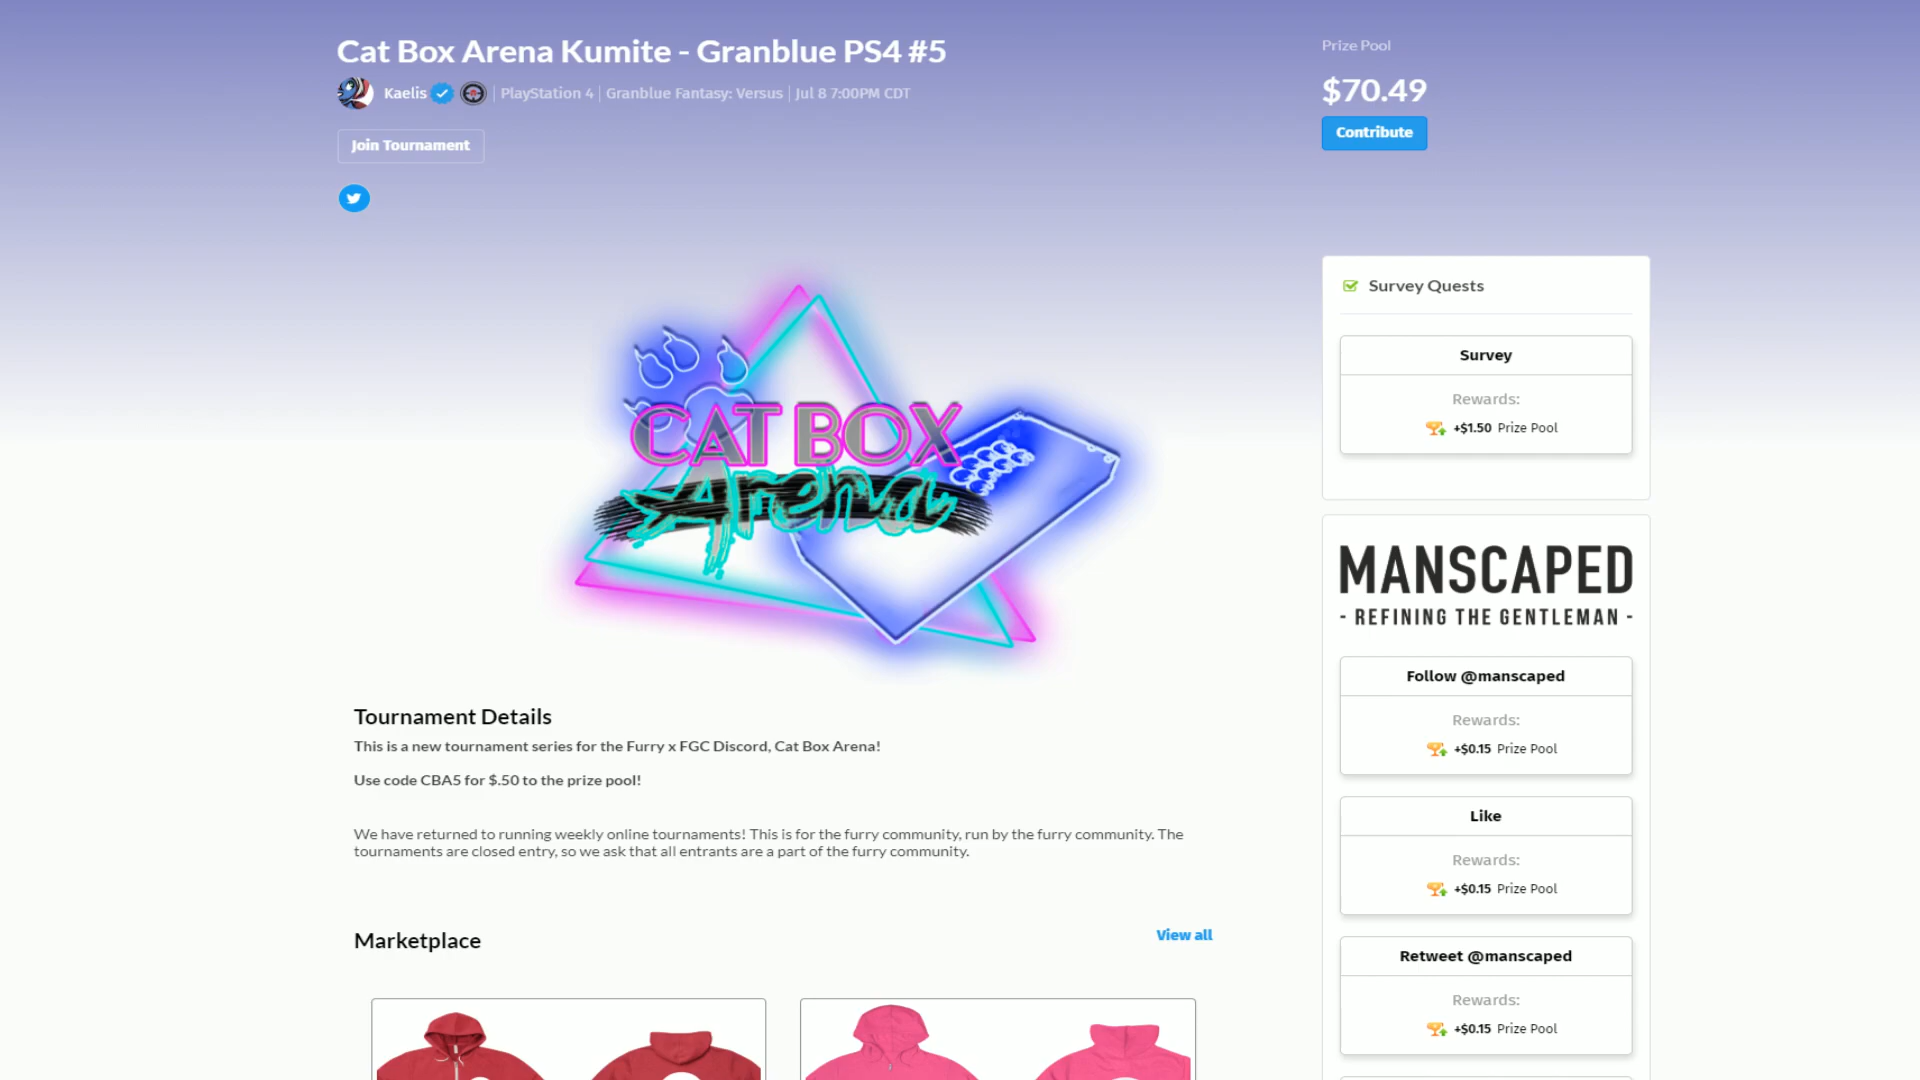 Cat Box Arena Kumite - Granblue PS4 #5
Kaelis | PlayStation 4 | Granblue Fantasy: Versus | Jul 8 7:00PM CDT
Join Tournament
Prize Pool
$70.49
Contribute
CAT BOX
Arena
Tournament Details
This is a new tournament series for the Furry x FGC Discord, Cat Box Arena!
Use code CBA5 for $.50 to the prize pool!
We have returned to running weekly online tournaments! This is for the furry community, run by the furry community. The
tournaments are closed entry, so we ask that all entrants are a part of the furry community.
Marketplace
View all
Survey Quests
Survey
Rewards:
+$1.50 Prize Pool
MANSCAPED
- REFINING THE GENTLEMAN -
Follow @manscaped
Rewards:
+$0.15 Prize Pool
Like
Rewards:
+$0.15 Prize Pool
Retweet @manscaped
Rewards:
+$0.15 Prize Pool